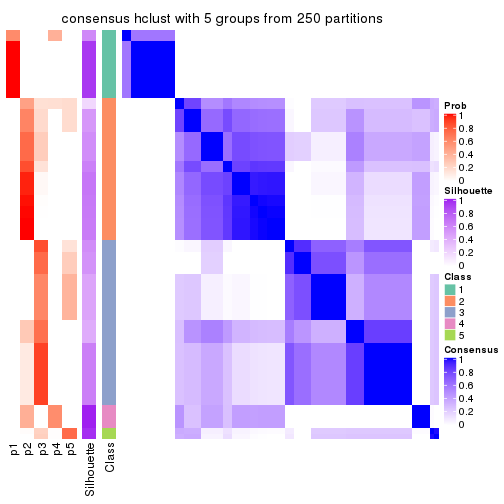 consensus hclust with 5 groups from 250 partitions
Prob
1
0.8
0.6
0.4
0.2
0
Silhouette
1
0.8
0.6
0.4
0.2
0
Class
1
2
3
4
5
Consensus
1
0.8
0.6
0.4
0.2
0
p1
p2
p3
p4
p5
Silhouette
Class